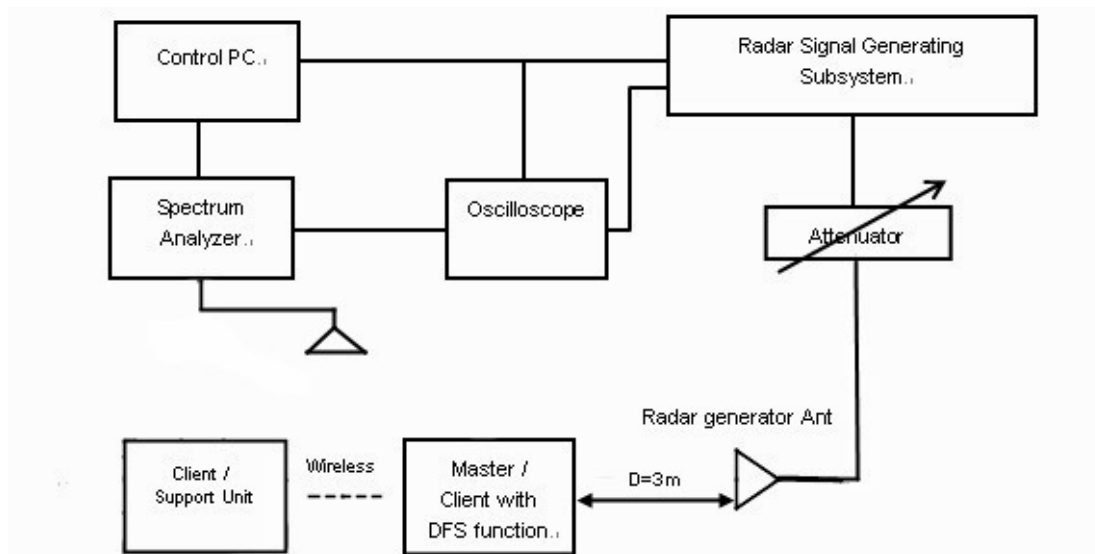 Control PC.
Radar Signal Generating
Subsystem.
Spectrum
Analyzer.
Oscilloscope
Attenuator
Radar generator Ant
Client /
Support Unit
Wireless
Master /
Client with
DFS function.
D=3m